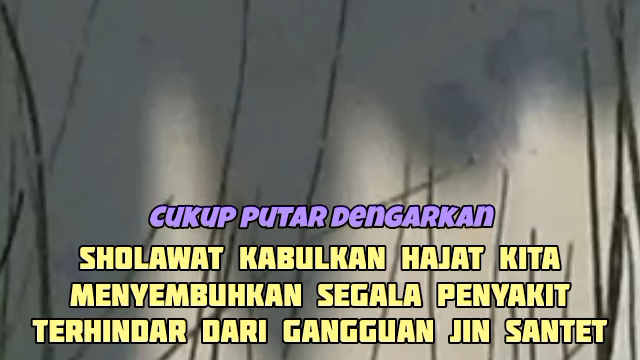 CUKUP PUTAR DENGARKAN
SHOLAWAT KABULKAN HAJAT KITA
MENYEMBUHKAN SEGALA PENYAKIT
TERHINDAR DARI GANGGUAN JIN SANTET